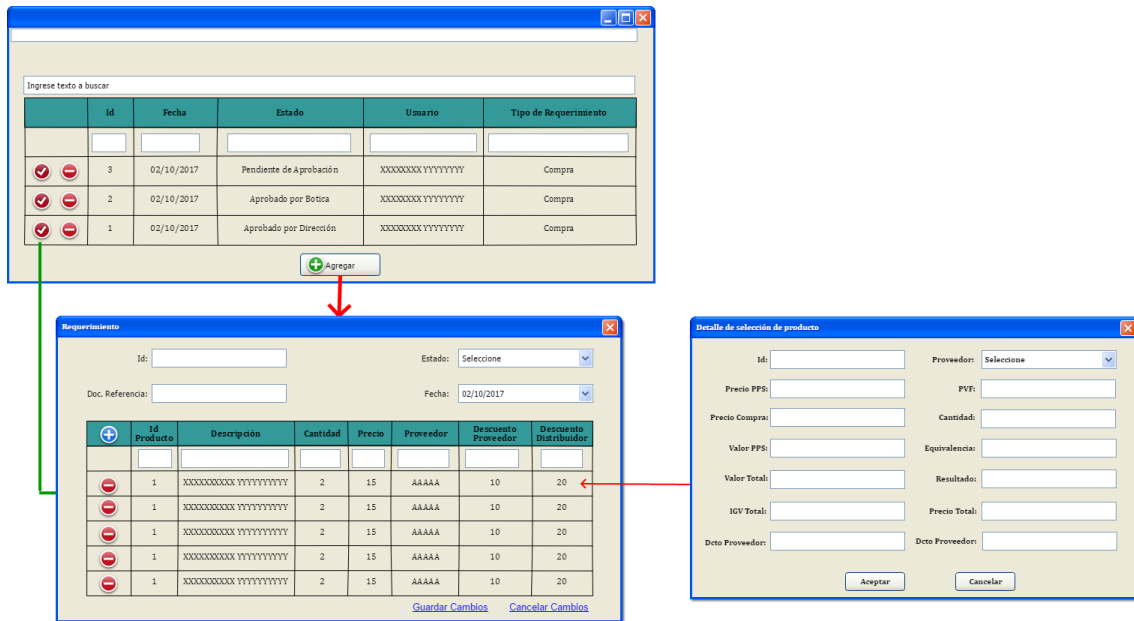 Ingrese texto a buscar
Id Fecha Estado Usuario Tipo de Requerimiento
3 02/10/2017 Pendiente de Aprobación XXXXXXXX YYYYYYYY Compra
2 02/10/2017 Aprobado por Botica XXXXXXXX YYYYYYYY Compra
1 02/10/2017 Aprobado por Dirección XXXXXXXX YYYYYYYY Compra
Agregar
Requerimiento
Id: Estado: Seleccione
Doc. Referencia: Fecha: 02/10/2017
Id Producto Descripción Cantidad Precio Proveedor Descuento Proveedor Descuento Distribuidor
1 XXXXXXXXXX YYYYYYYYYY 2 15 AAAAA 10 20
1 XXXXXXXXXX YYYYYYYYYY 2 15 AAAAA 10 20
1 XXXXXXXXXX YYYYYYYYYY 2 15 AAAAA 10 20
1 XXXXXXXXXX YYYYYYYYYY 2 15 AAAAA 10 20
1 XXXXXXXXXX YYYYYYYYYY 2 15 AAAAA 10 20
Guardar Cambios Cancelar Cambios
Detalle de selección de producto
Id: Proveedor: Seleccione
Precio PPS: PVF:
Precio Compra: Cantidad:
Valor PPS: Equivalencia:
Valor Total: Resultado:
IGV Total: Precio Total:
Dcto Proveedor: Dcto Proveedor:
Aceptar Cancelar